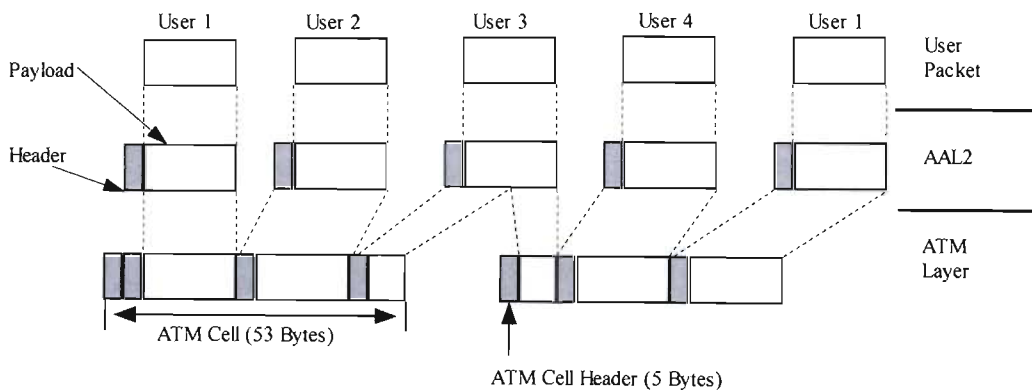 User 1
User 2
User 3
User 4
User 1
User
Packet
Payload
Header
AAL2
ATM
Layer
ATM Cell (53 Bytes)
ATM Cell Header (5 Bytes)